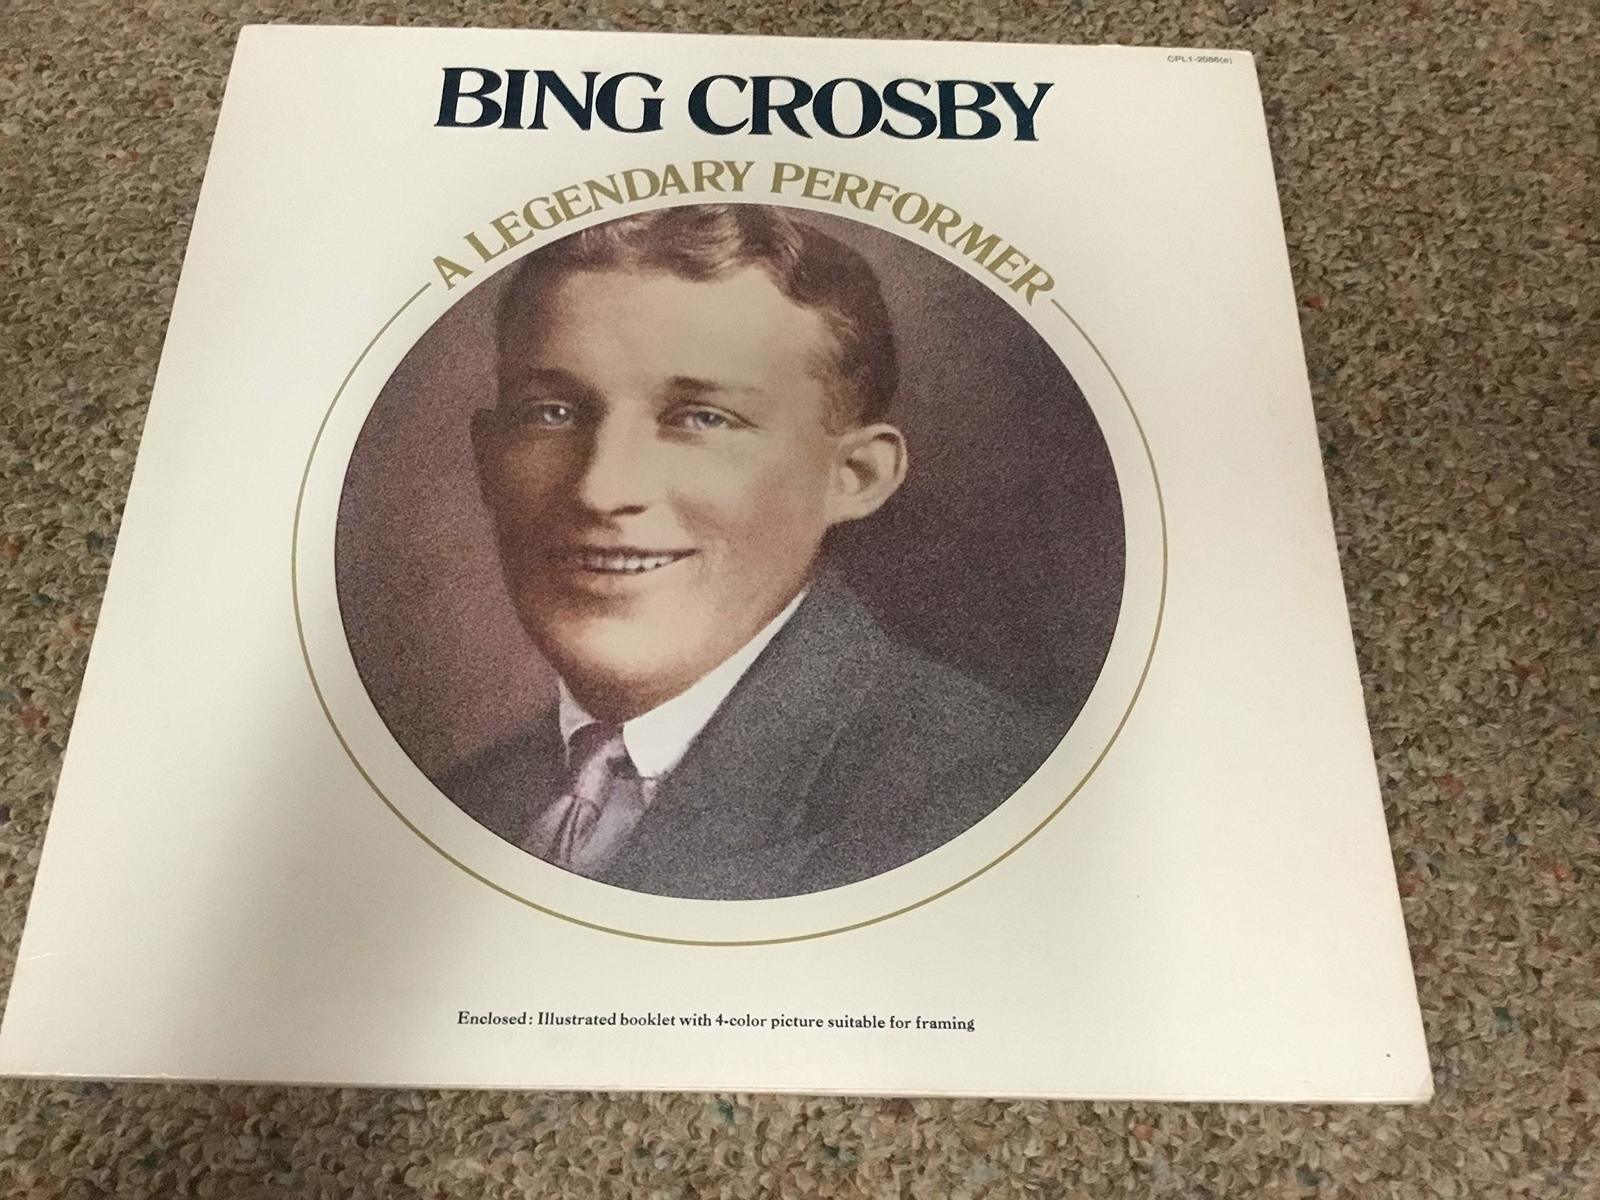 CPL1-2086(e)
BING CROSBY
A LEGENDARY PERFORMER
Enclosed: Illustrated booklet with 4-color picture suitable for framing